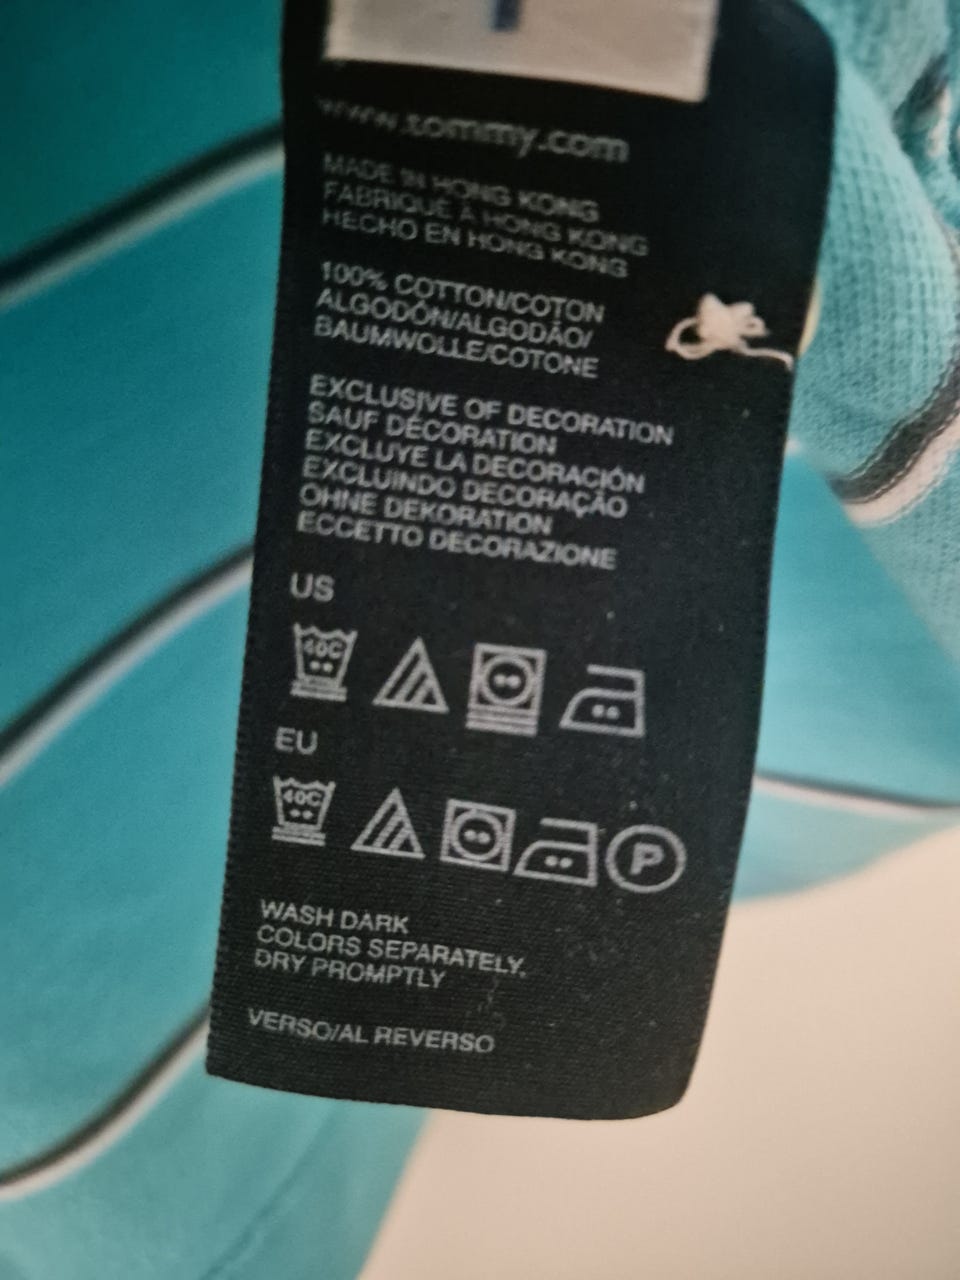 www.tommy.com
MADE IN HONG KONG
FABRIQUÉ À HONG KONG
HECHO EN HONG KONG
100% COTTON/COTON
ALGODÓN/ALGODÃO/
BAUMWOLLE/COTONE
EXCLUSIVE OF DECORATION
SAUF DÉCORATION
EXCLUYE LA DECORACIÓN
EXCLUINDO DECORAÇÃO
OHNE DEKORATION
ECCETTO DECORAZIONE
US
40C
EU
40C
P
WASH DARK
COLORS SEPARATELY,
DRY PROMPTLY
VERSO/AL REVERSO